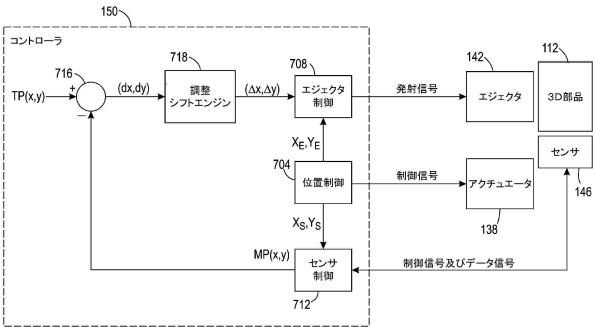 150
コントローラ
716
718
708
142
112
TP(x,y)
+
−
(dx,dy)
調整
シフトエンジン
(Δx,Δy)
エジェクタ
制御
発射信号
エジェクタ
3D部品
X_E,Y_E
704
位置制御
制御信号
アクチュエータ
138
センサ
146
X_S,Y_S
MP(x,y)
センサ
制御
712
制御信号及びデータ信号